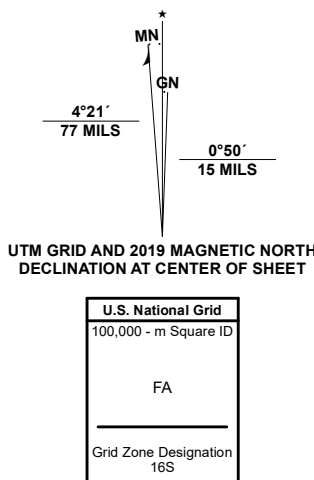 MN
GN
4°21´
77 MILS
0°50´
15 MILS
UTM GRID AND 2019 MAGNETIC NORTH
DECLINATION AT CENTER OF SHEET
U.S. National Grid
100,000 - m Square ID
FA
Grid Zone Designation
16S